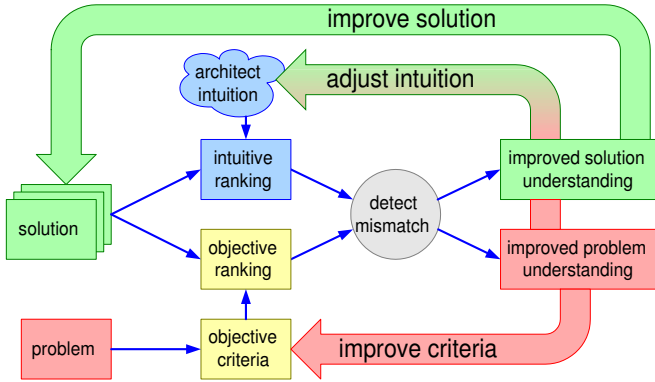 improve solution
architect
intuition
adjust intuition
intuitive
ranking
improved solution
understanding
detect
mismatch
solution
objective
ranking
improved problem
understanding
problem
objective
criteria
improve criteria